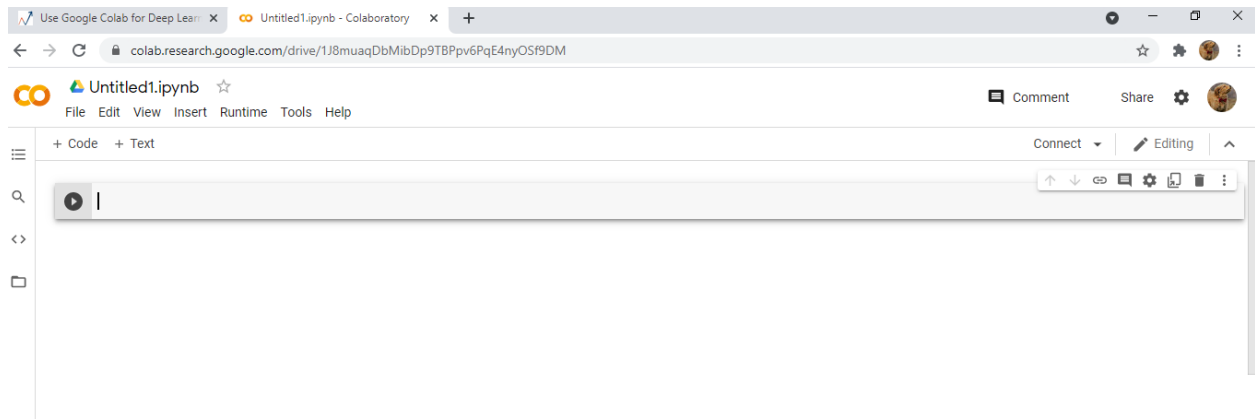 Use Google Colab for Deep Learn
Untitled1.ipynb - Colaboratory
colab.research.google.com/drive/1J8muaqDbMibDp9TBPpv6PqE4nyOSf9DM
CO Untitled1.ipynb
File Edit View Insert Runtime Tools Help
Comment Share
+ Code + Text
Connect Editing